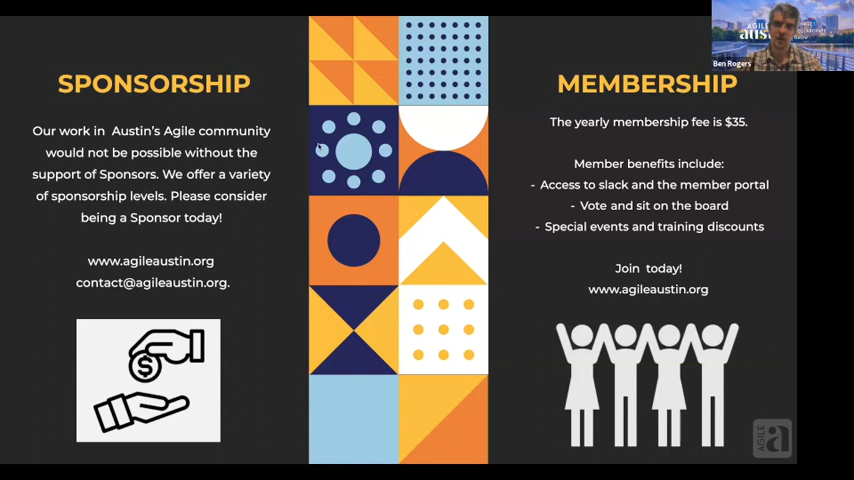 SPONSORSHIP
Our work in Austin's Agile community
would not be possible without the
support of Sponsors. We offer a variety
of sponsorship levels. Please consider
being a Sponsor today!
www.agileaustin.org
contact@agileaustin.org.
$
MEMBERSHIP
The yearly membership fee is $35.
Member benefits include:
- Access to slack and the member portal
- Vote and sit on the board
- Special events and training discounts
Join today!
www.agileaustin.org
AGILE
a
AGILE
Ben Rogers